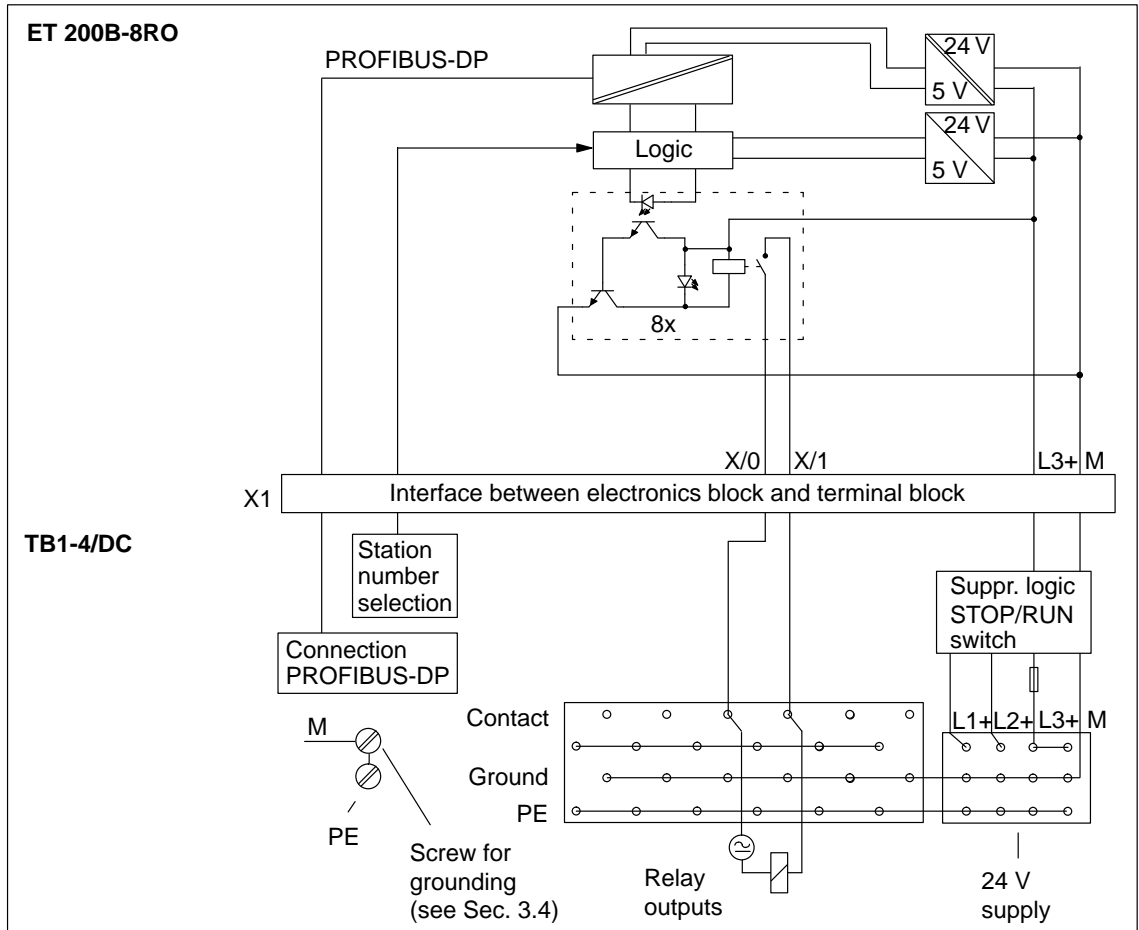 ET 200B-8RO
PROFIBUS-DP
24 V
5 V
Logic
24 V
5 V
8x
X/0
X/1
L3+
M
X1
Interface between electronics block and terminal block
TB1-4/DC
Station
number
selection
Suppr. logic
STOP/RUN
switch
Connection
PROFIBUS-DP
M
Contact
L1+
L2+
L3+
M
Ground
PE
PE
Screw for
grounding
(see Sec. 3.4)
Relay
outputs
24 V
supply